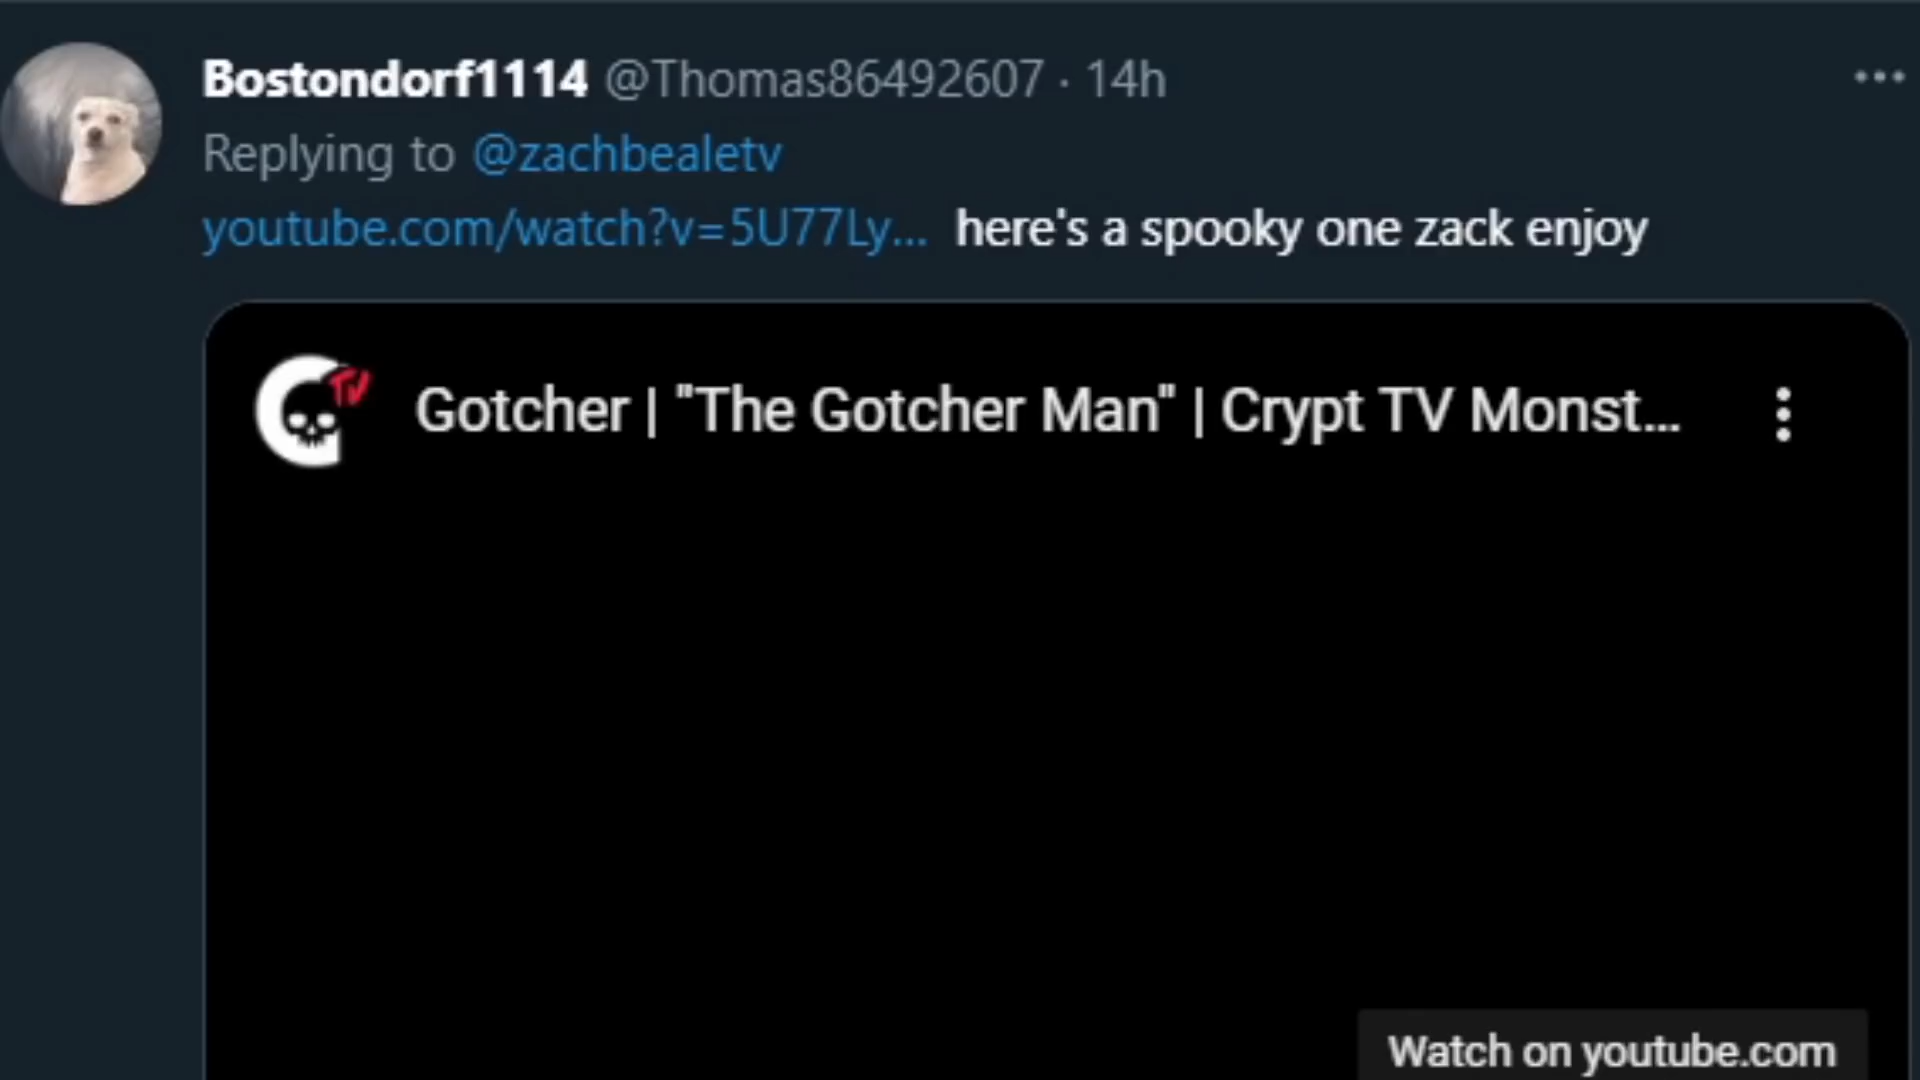 Bostondorf1114 @Thomas86492607 · 14h
Replying to @zachbealetv
youtube.com/watch?v=5U77Ly... here's a spooky one zack enjoy
TV
Gotcher | "The Gotcher Man" | Crypt TV Monst...
Watch on youtube.com